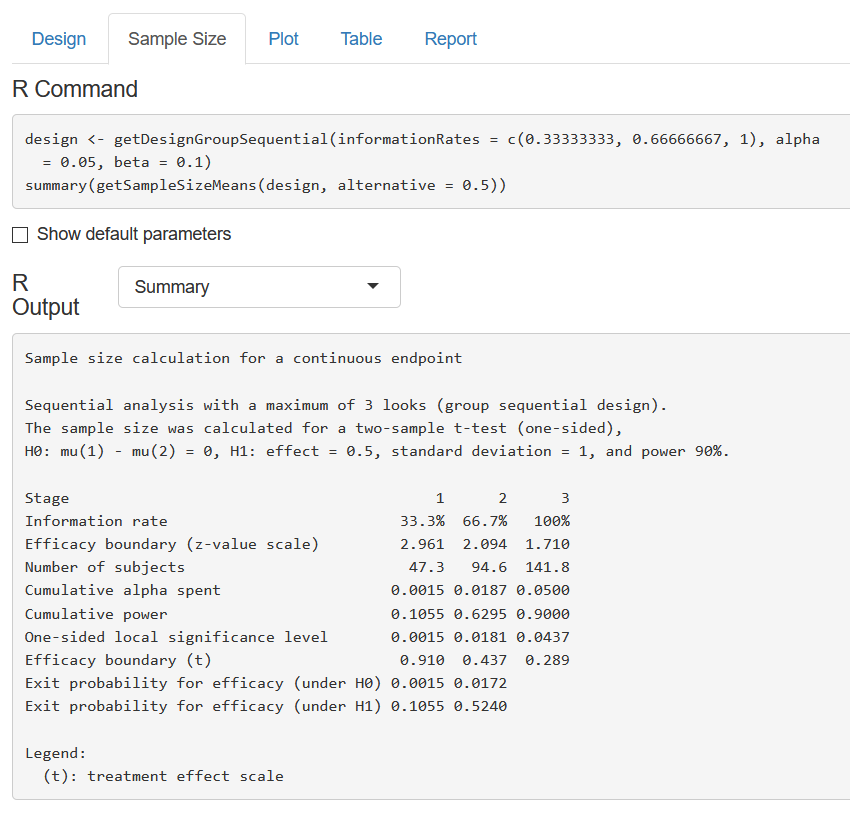 Design Sample Size Plot Table Report
R Command
design <- getDesignGroupSequential(informationRates = c(0.33333333, 0.66666667, 1), alpha
  = 0.05, beta = 0.1)
summary(getSampleSizeMeans(design, alternative = 0.5))
Show default parameters
R
Output
Summary
Sample size calculation for a continuous endpoint
Sequential analysis with a maximum of 3 looks (group sequential design).
The sample size was calculated for a two-sample t-test (one-sided),
H0: mu(1) - mu(2) = 0, H1: effect = 0.5, standard deviation = 1, and power 90%.
Stage 1 2 3
Information rate 33.3% 66.7% 100%
Efficacy boundary (z-value scale) 2.961 2.094 1.710
Number of subjects 47.3 94.6 141.8
Cumulative alpha spent 0.0015 0.0187 0.0500
Cumulative power 0.1055 0.6295 0.9000
One-sided local significance level 0.0015 0.0181 0.0437
Efficacy boundary (t) 0.910 0.437 0.289
Exit probability for efficacy (under H0) 0.0015 0.0172
Exit probability for efficacy (under H1) 0.1055 0.5240
Legend:
  (t): treatment effect scale